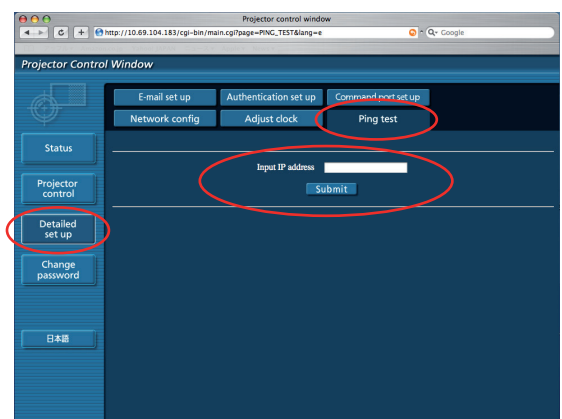 Projector control window
http://10.69.104.183/cgi-bin/main.cgi?page=PING_TEST&lang=e
Google
Projector Control Window
E-mail set up
Authentication set up
Command port set up
Network config
Adjust clock
Ping test
Status
Projector
control
Detailed
set up
Change
password
日本語
Input IP address
Submit